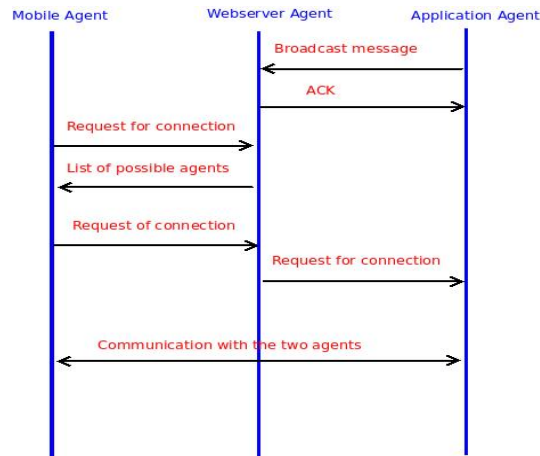 Mobile Agent
Webserver Agent
Application Agent
Broadcast message
ACK
Request for connection
List of possible agents
Request of connection
Request for connection
Communication with the two agents